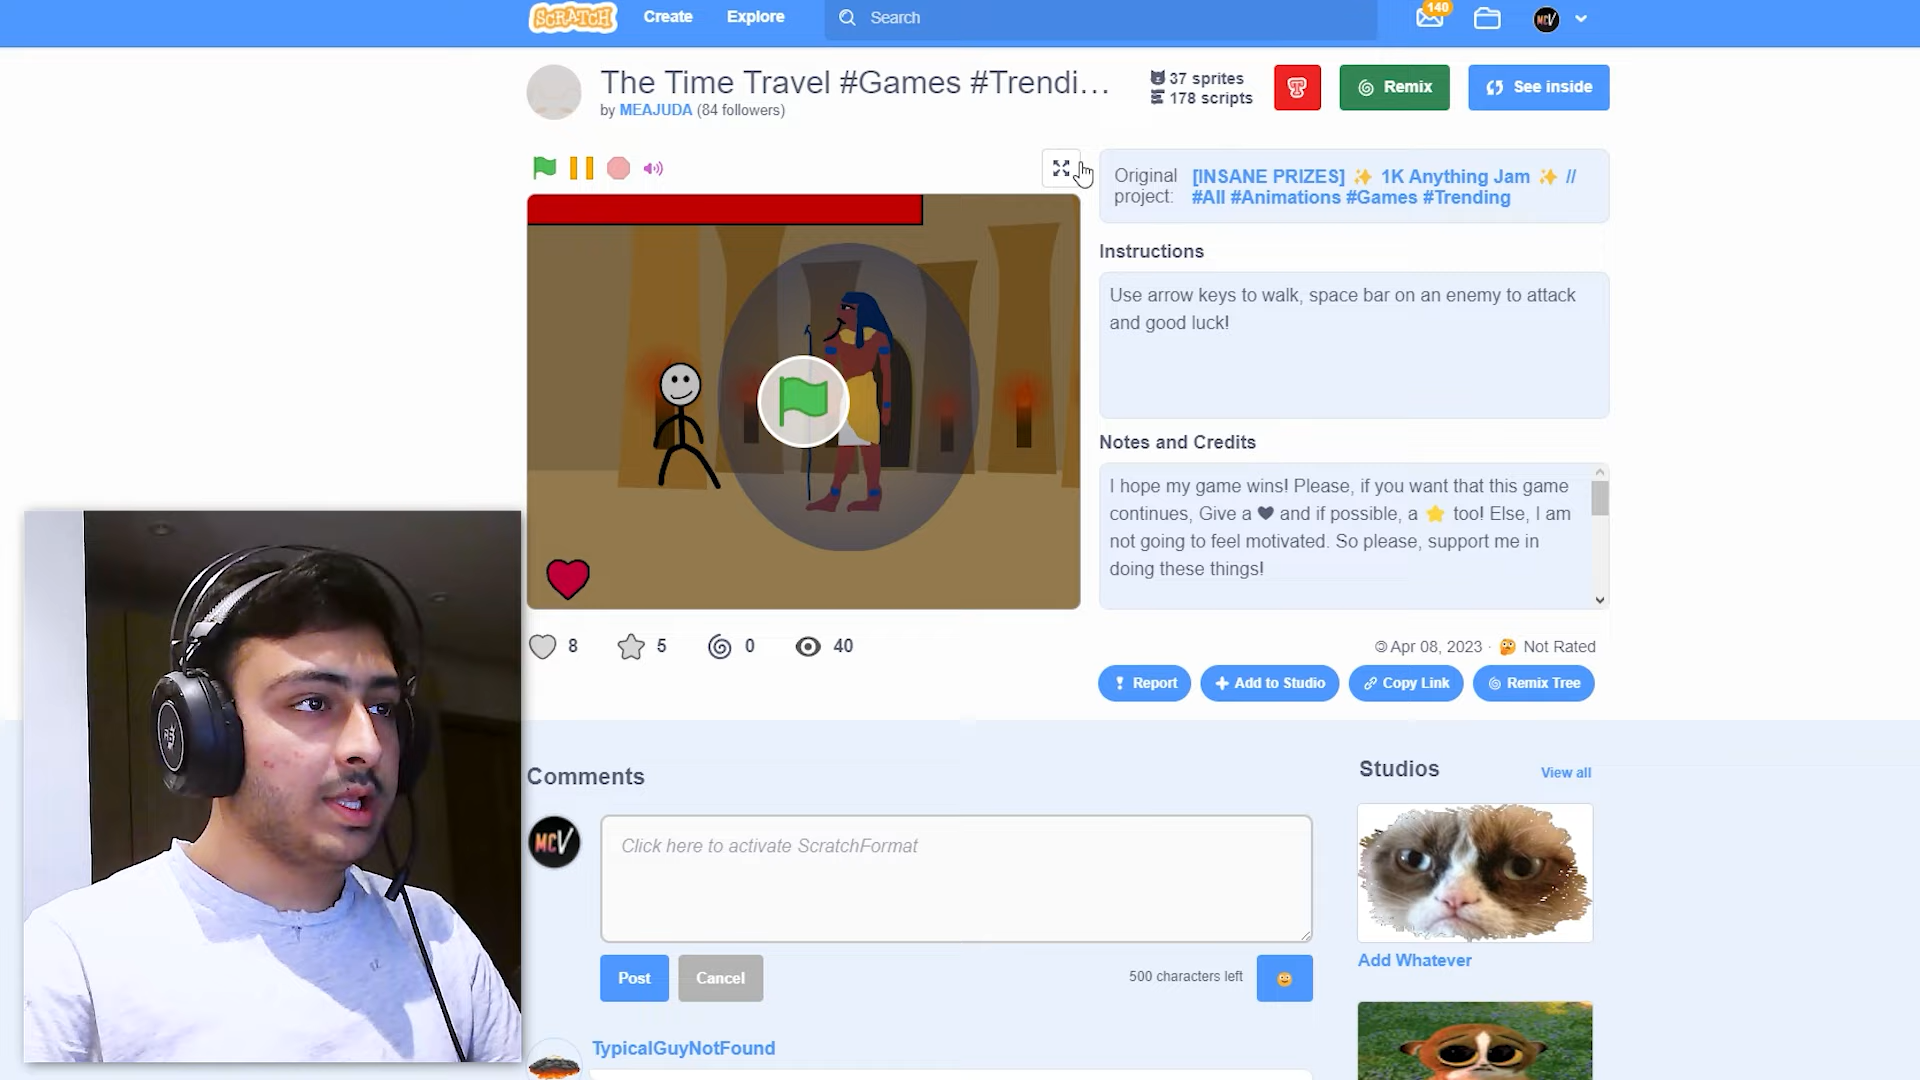 SCRATCH Create Explore Search 140 MCV
The Time Travel #Games #Trendi...
by MEAJUDA (84 followers)
37 sprites
178 scripts
Remix
See inside
Original project:
[INSANE PRIZES] ✨ 1K Anything Jam ✨ //
#All #Animations #Games #Trending
Instructions
Use arrow keys to walk, space bar on an enemy to attack
and good luck!
Notes and Credits
I hope my game wins! Please, if you want that this game
continues, Give a ♥ and if possible, a ⭐ too! Else, I am
not going to feel motivated. So please, support me in
doing these things!
8 5 0 40
© Apr 08, 2023 · 🤔 Not Rated
Report Add to Studio Copy Link Remix Tree
Comments
MCV
Click here to activate ScratchFormat
Post Cancel 500 characters left
TypicalGuyNotFound
Studios View all
Add Whatever